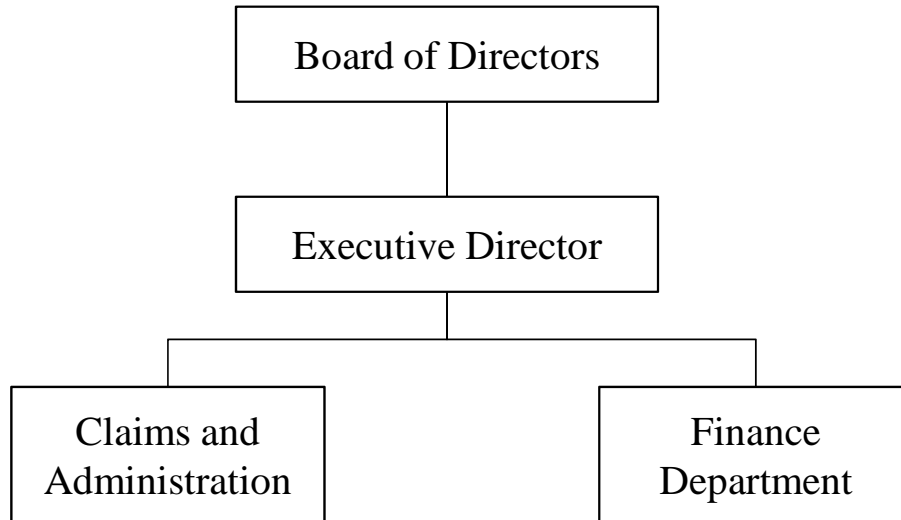 Board of Directors
Executive Director
Claims and
Administration
Finance
Department